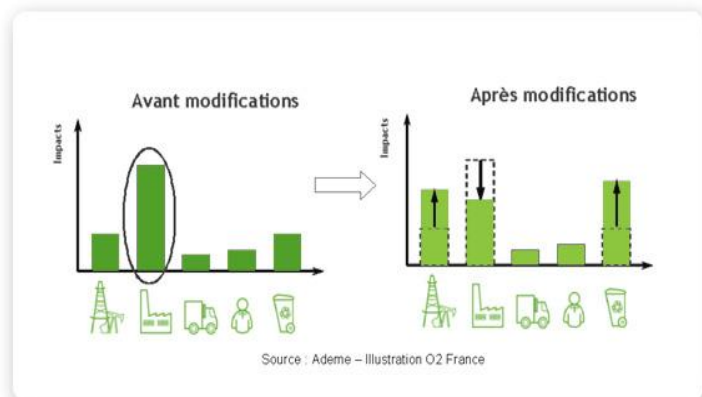 Avant modifications
Après modifications
Impacts
Impacts
Source : Ademe – Illustration O2 France